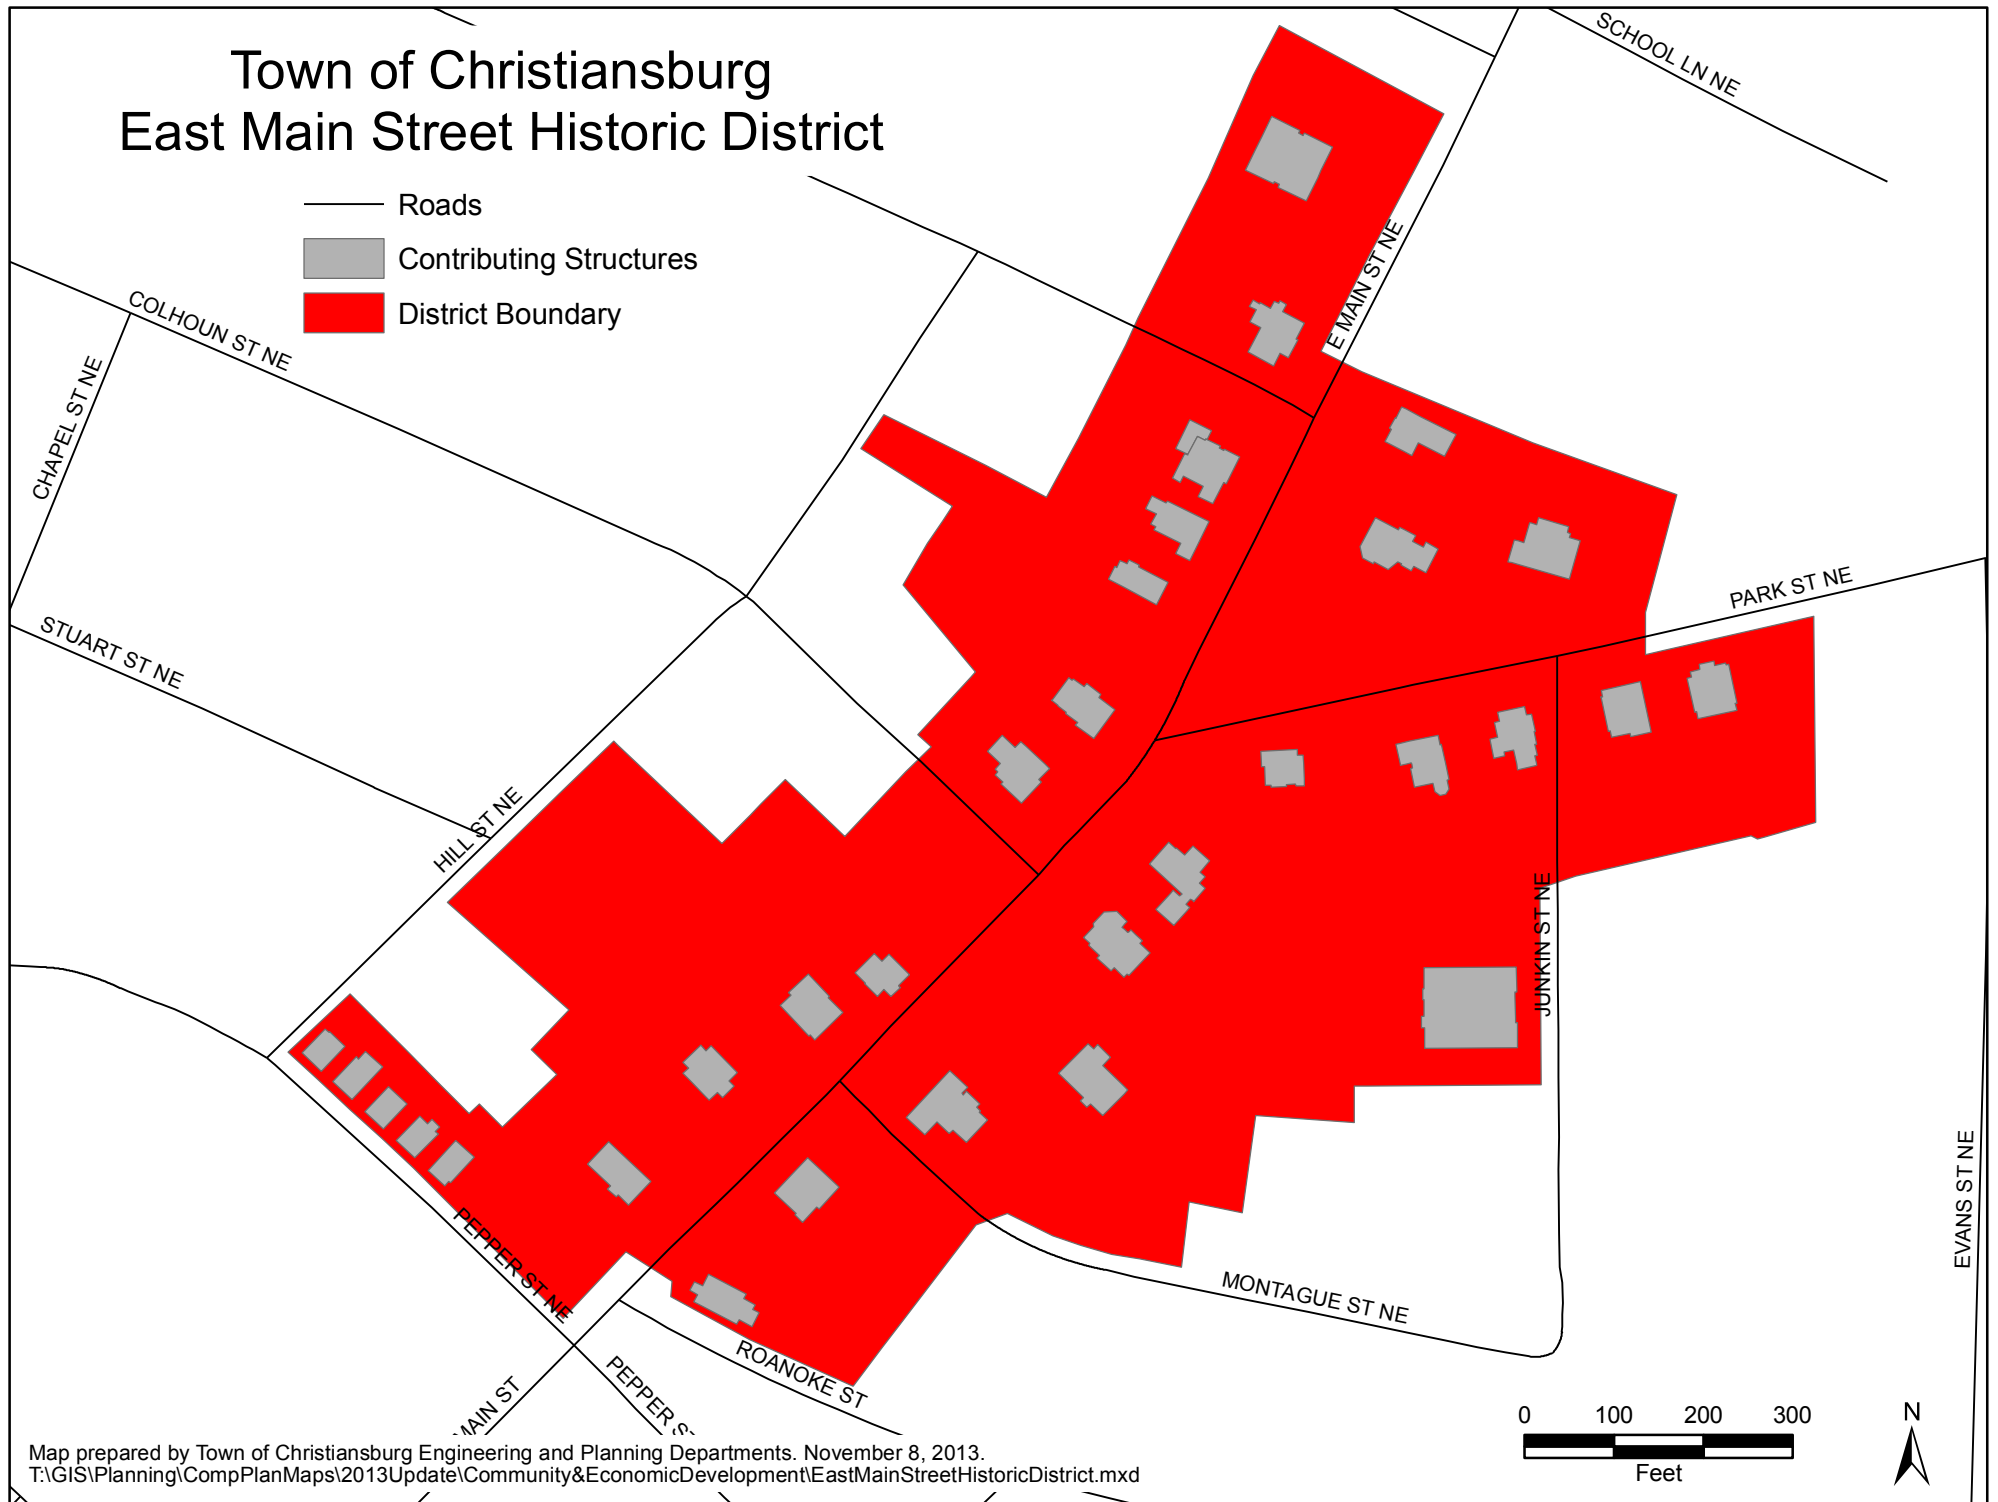 Town of Christiansburg
East Main Street Historic District
Roads
Contributing Structures
District Boundary
SCHOOL LN NE
E MAIN ST NE
COLHOUN ST NE
CHAPEL ST NE
STUART ST NE
PARK ST NE
HILL ST NE
JUNKIN ST NE
EVANS ST NE
PEPPER ST NE
MONTAGUE ST NE
ROANOKE ST
PEPPER S
MAIN ST
0 100 200 300
Feet
N
Map prepared by Town of Christiansburg Engineering and Planning Departments. November 8, 2013.
T:\GIS\Planning\CompPlanMaps\2013Update\Community&EconomicDevelopment\EastMainStreetHistoricDistrict.mxd